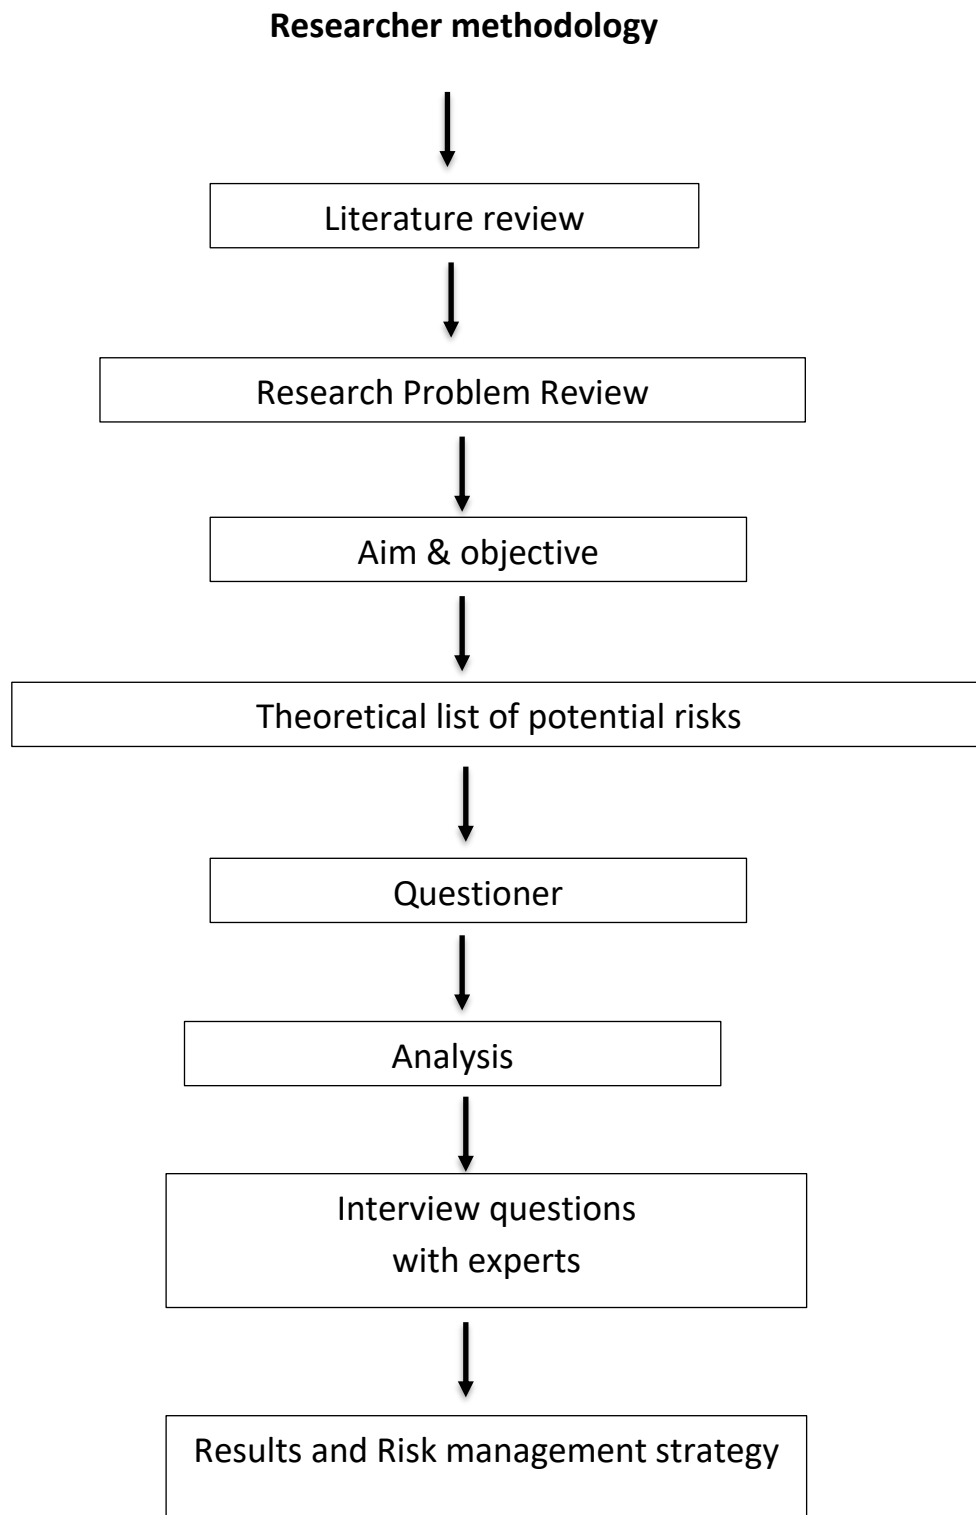 Researcher methodology
Literature review
Research Problem Review
Aim & objective
Theoretical list of potential risks
Questioner
Analysis
Interview questions
with experts
Results and Risk management strategy